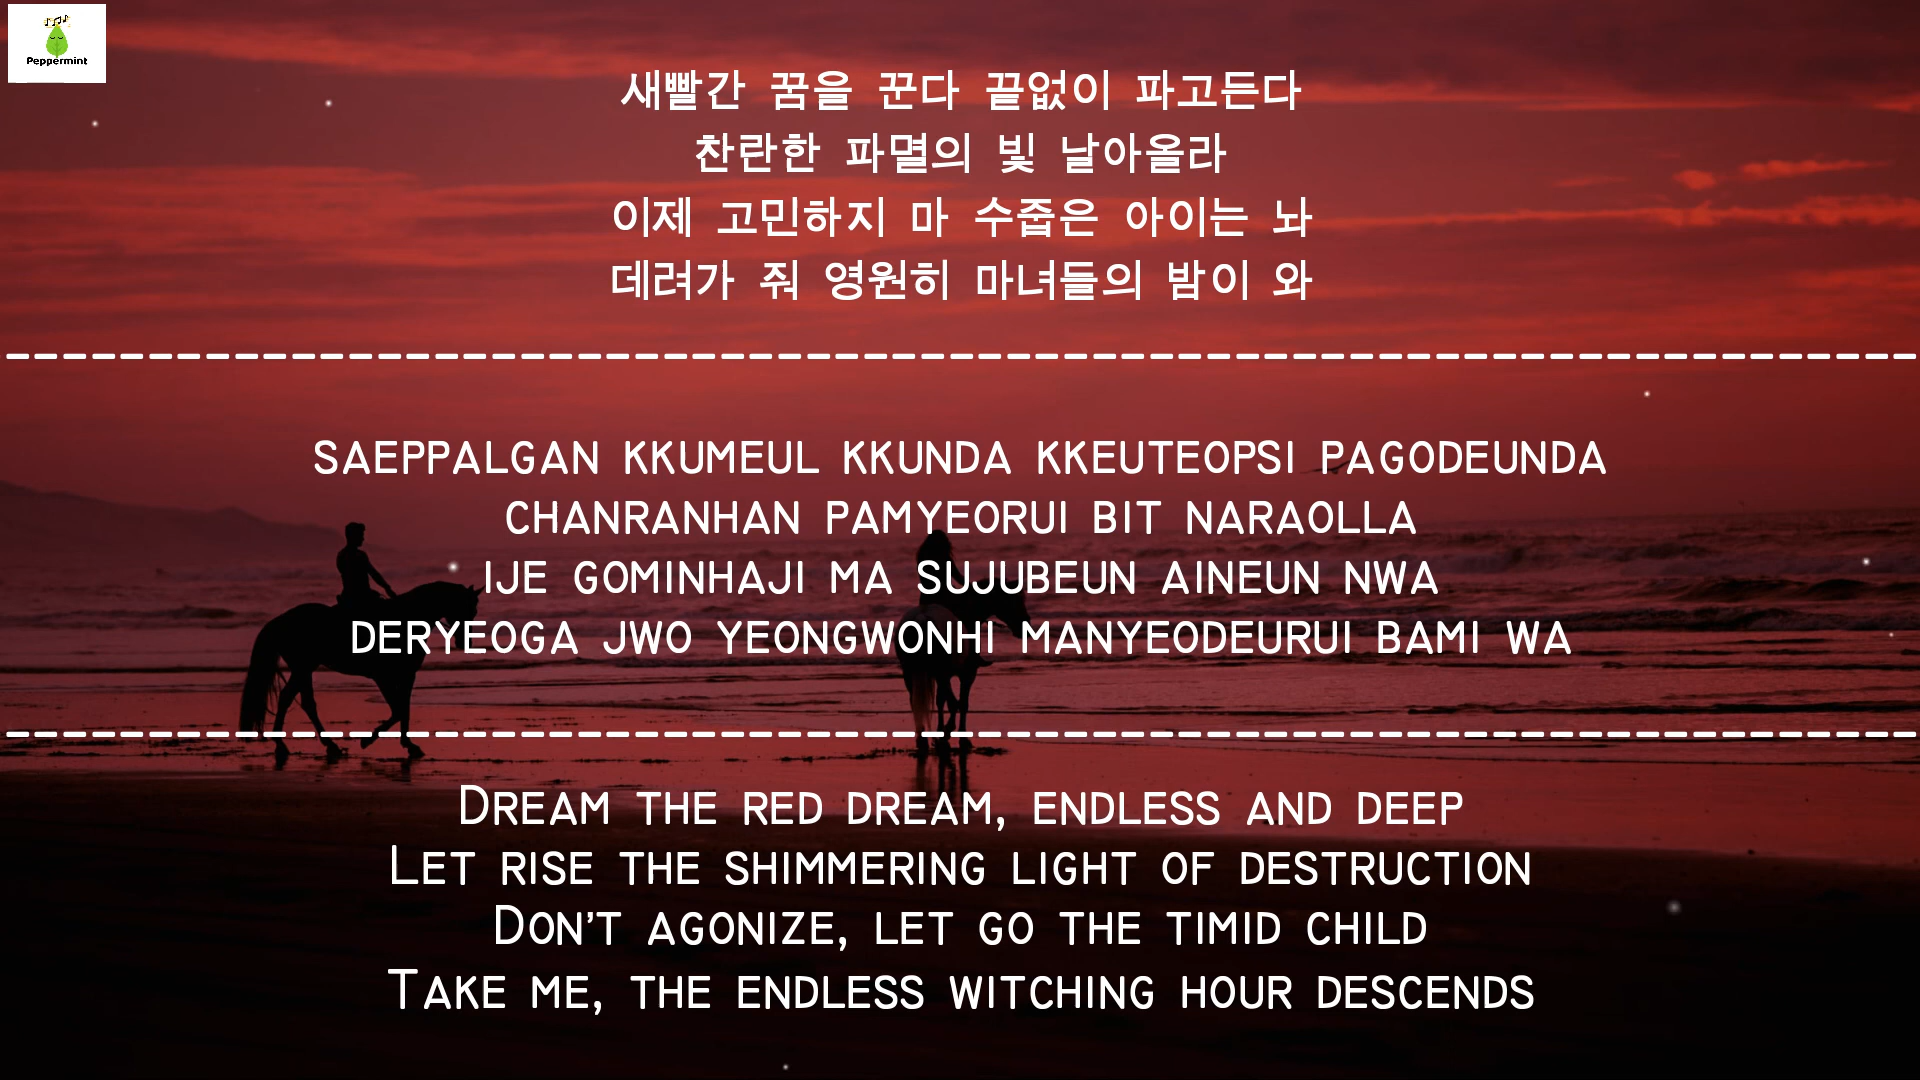 Peppermint
새빨간 꿈을 꾼다 끝없이 파고든다
찬란한 파멸의 빛 날아올라
이제 고민하지 마 수줍은 아이는 놔
데려가 줘 영원히 마녀들의 밤이 와
SAEPPALGAN KKUMEUL KKUNDA KKEUTEOPSI PAGODEUNDA
CHANRANHAN PAMYEORUI BIT NARAOLLA
IJE GOMINHAJI MA SUJUBEUN AINEUN NWA
DERYEOGA JWO YEONGWONHI MANYEODEURUI BAMI WA
DREAM THE RED DREAM, ENDLESS AND DEEP
LET RISE THE SHIMMERING LIGHT OF DESTRUCTION
DON'T AGONIZE, LET GO THE TIMID CHILD
TAKE ME, THE ENDLESS WITCHING HOUR DESCENDS